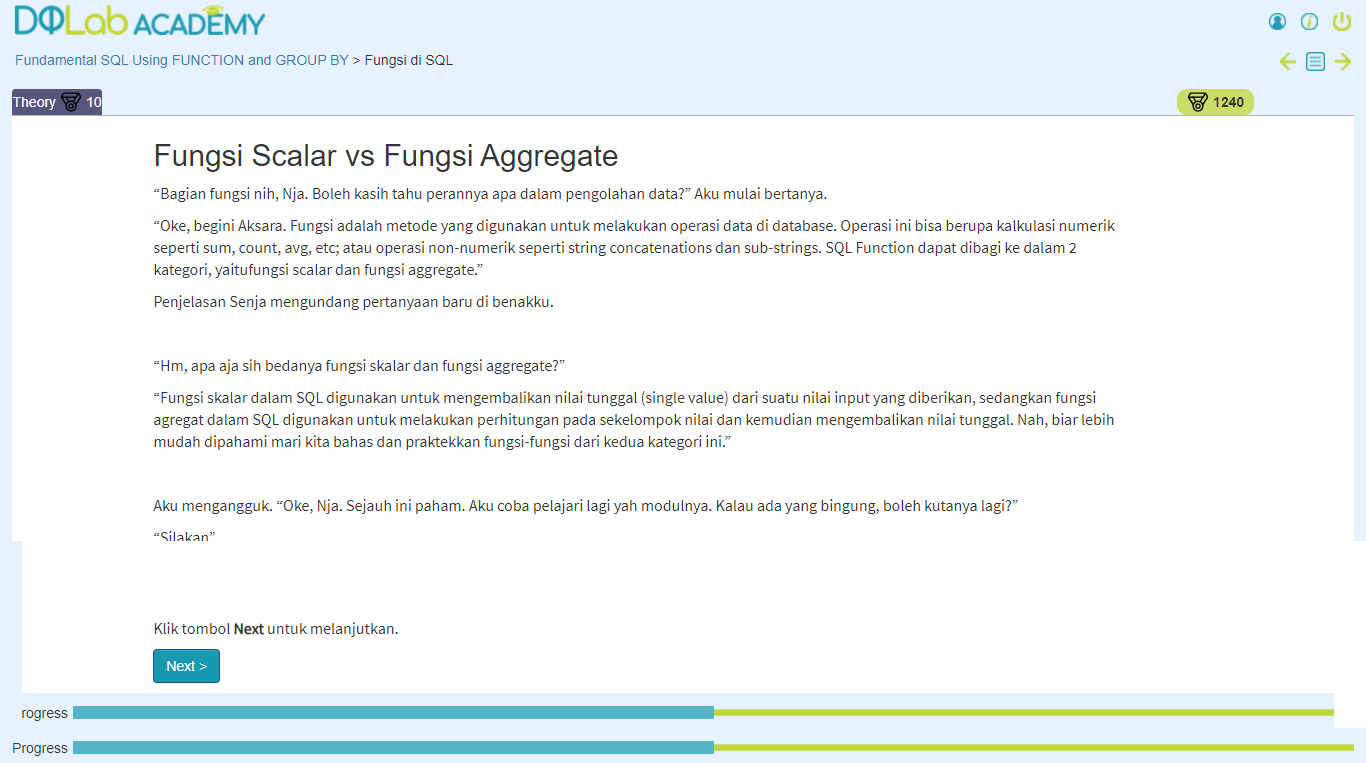 DQLab ACADEMY
Fundamental SQL Using FUNCTION and GROUP BY > Fungsi di SQL
Theory 10
1240
Fungsi Scalar vs Fungsi Aggregate
“Bagian fungsi nih, Nja. Boleh kasih tahu perannya apa dalam pengolahan data?” Aku mulai bertanya.
“Oke, begini Aksara. Fungsi adalah metode yang digunakan untuk melakukan operasi data di database. Operasi ini bisa berupa kalkulasi numerik
seperti sum, count, avg, etc; atau operasi non-numerik seperti string concatenations dan sub-strings. SQL Function dapat dibagi ke dalam 2
kategori, yaitufungsi scalar dan fungsi aggregate.”
Penjelasan Senja mengundang pertanyaan baru di benakku.
“Hm, apa aja sih bedanya fungsi skalar dan fungsi aggregate?”
“Fungsi skalar dalam SQL digunakan untuk mengembalikan nilai tunggal (single value) dari suatu nilai input yang diberikan, sedangkan fungsi
agregat dalam SQL digunakan untuk melakukan perhitungan pada sekelompok nilai dan kemudian mengembalikan nilai tunggal. Nah, biar lebih
mudah dipahami mari kita bahas dan praktekkan fungsi-fungsi dari kedua kategori ini.”
Aku mengangguk. “Oke, Nja. Sejauh ini paham. Aku coba pelajari lagi yah modulnya. Kalau ada yang bingung, boleh kutanya lagi?”
“Silakan”
Klik tombol Next untuk melanjutkan.
Next >
rogress
Progress